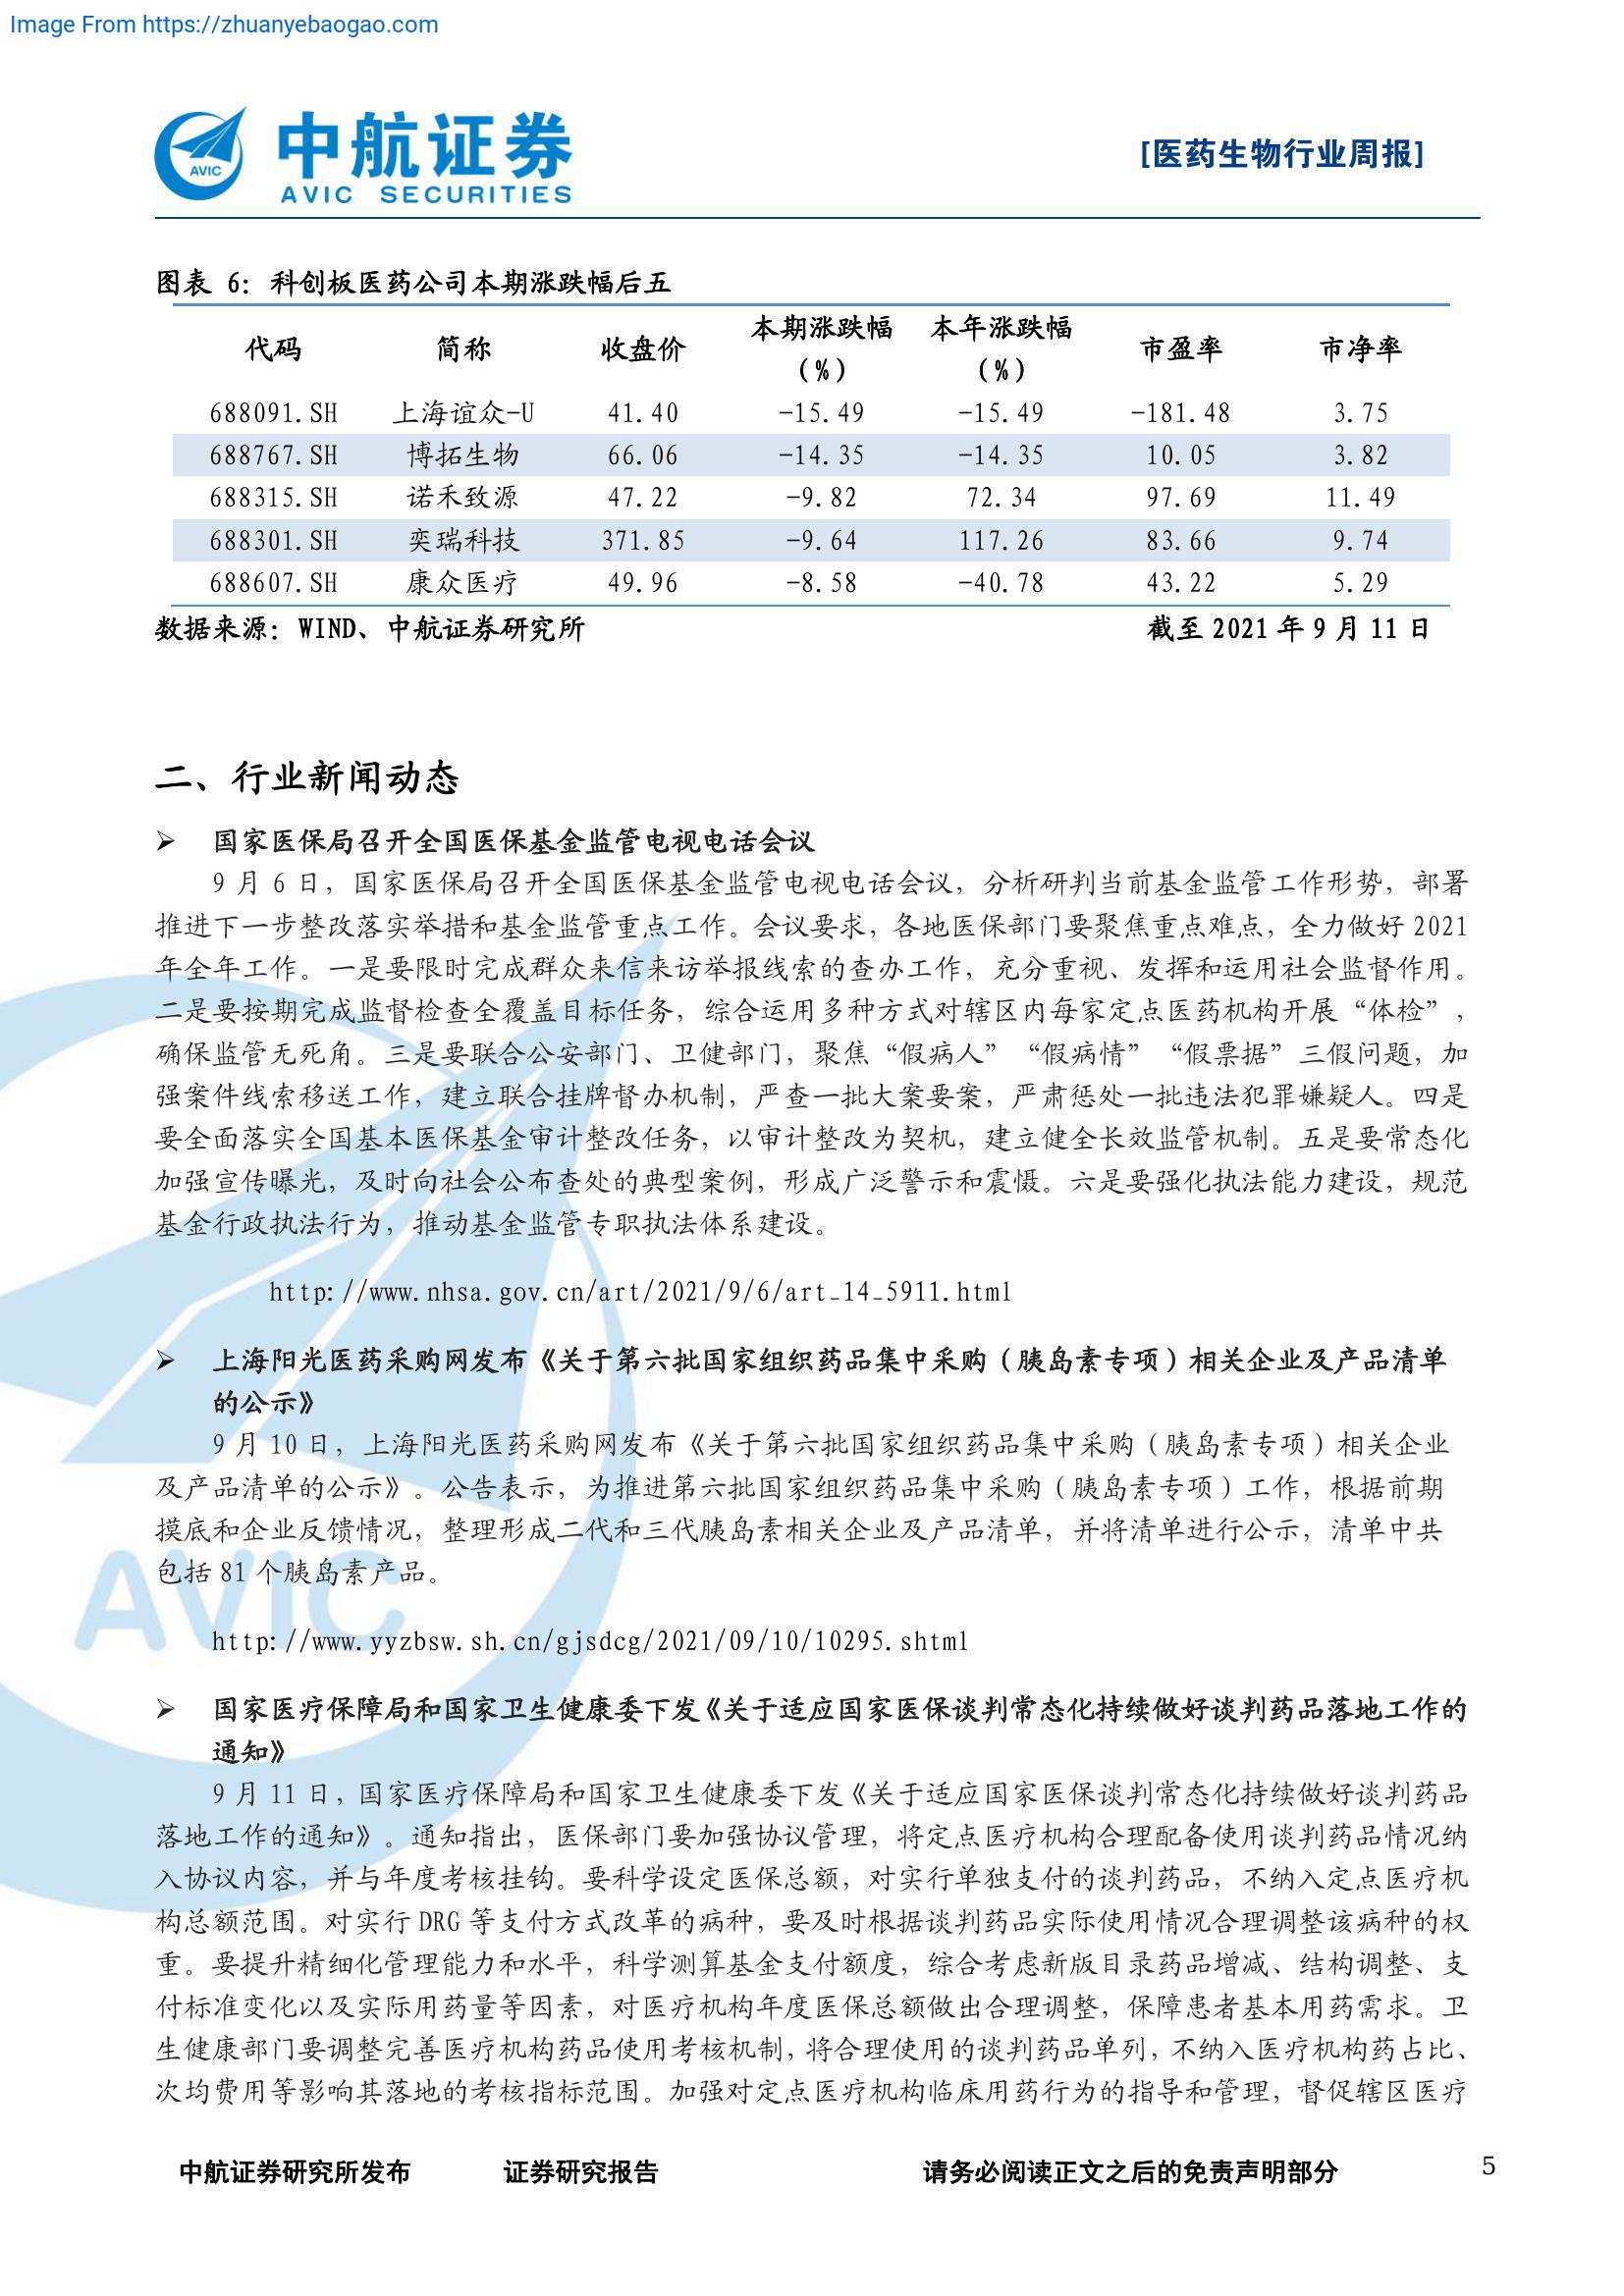 Image From https://zhuanyebaogao.com
中航证券
AVIC SECURITIES
AVIC
[医药生物行业周报]
图表 6：科创板医药公司本期涨跌幅后五
代码 简称 收盘价 本期涨跌幅（%） 本年涨跌幅（%） 市盈率 市净率
688091.SH 上海谊众-U 41.40 -15.49 -15.49 -181.48 3.75
688767.SH 博拓生物 66.06 -14.35 -14.35 10.05 3.82
688315.SH 诺禾致源 47.22 -9.82 72.34 97.69 11.49
688301.SH 奕瑞科技 371.85 -9.64 117.26 83.66 9.74
688607.SH 康众医疗 49.96 -8.58 -40.78 43.22 5.29
数据来源：WIND、中航证券研究所 截至 2021 年 9 月 11 日
二、行业新闻动态
➢ 国家医保局召开全国医保基金监管电视电话会议
9 月 6 日，国家医保局召开全国医保基金监管电视电话会议，分析研判当前基金监管工作形势，部署
推进下一步整改落实举措和基金监管重点工作。会议要求，各地医保部门要聚焦重点难点，全力做好 2021
年全年工作。一是要限时完成群众来信来访举报线索的查办工作，充分重视、发挥和运用社会监督作用。
二是要按期完成监督检查全覆盖目标任务，综合运用多种方式对辖区内每家定点医药机构开展“体检”，
确保监管无死角。三是要联合公安部门、卫健部门，聚焦“假病人”“假病情”“假票据”三假问题，加
强案件线索移送工作，建立联合挂牌督办机制，严查一批大案要案，严肃惩处一批违法犯罪嫌疑人。四是
要全面落实全国基本医保基金审计整改任务，以审计整改为契机，建立健全长效监管机制。五是要常态化
加强宣传曝光，及时向社会公布查处的典型案例，形成广泛警示和震慑。六是要强化执法能力建设，规范
基金行政执法行为，推动基金监管专职执法体系建设。
http://www.nhsa.gov.cn/art/2021/9/6/art_14_5911.html
➢ 上海阳光医药采购网发布《关于第六批国家组织药品集中采购（胰岛素专项）相关企业及产品清单
的公示》
9 月 10 日，上海阳光医药采购网发布《关于第六批国家组织药品集中采购（胰岛素专项）相关企业
及产品清单的公示》。公告表示，为推进第六批国家组织药品集中采购（胰岛素专项）工作，根据前期
摸底和企业反馈情况，整理形成二代和三代胰岛素相关企业及产品清单，并将清单进行公示，清单中共
包括 81 个胰岛素产品。
http://www.yyzbsw.sh.cn/gjsdcg/2021/09/10/10295.shtml
➢ 国家医疗保障局和国家卫生健康委下发《关于适应国家医保谈判常态化持续做好谈判药品落地工作的
通知》
9 月 11 日，国家医疗保障局和国家卫生健康委下发《关于适应国家医保谈判常态化持续做好谈判药品
落地工作的通知》。通知指出，医保部门要加强协议管理，将定点医疗机构合理配备使用谈判药品情况纳
入协议内容，并与年度考核挂钩。要科学设定医保总额，对实行单独支付的谈判药品，不纳入定点医疗机
构总额范围。对实行 DRG 等支付方式改革的病种，要及时根据谈判药品实际使用情况合理调整该病种的权
重。要提升精细化管理能力和水平，科学测算基金支付额度，综合考虑新版目录药品增减、结构调整、支
付标准变化以及实际用药量等因素，对医疗机构年度医保总额做出合理调整，保障患者基本用药需求。卫
生健康部门要调整完善医疗机构药品使用考核机制，将合理使用的谈判药品单列，不纳入医疗机构药占比、
次均费用等影响其落地的考核指标范围。加强对定点医疗机构临床用药行为的指导和管理，督促辖区医疗
AVIC
中航证券研究所发布 证券研究报告 请务必阅读正文之后的免责声明部分 5